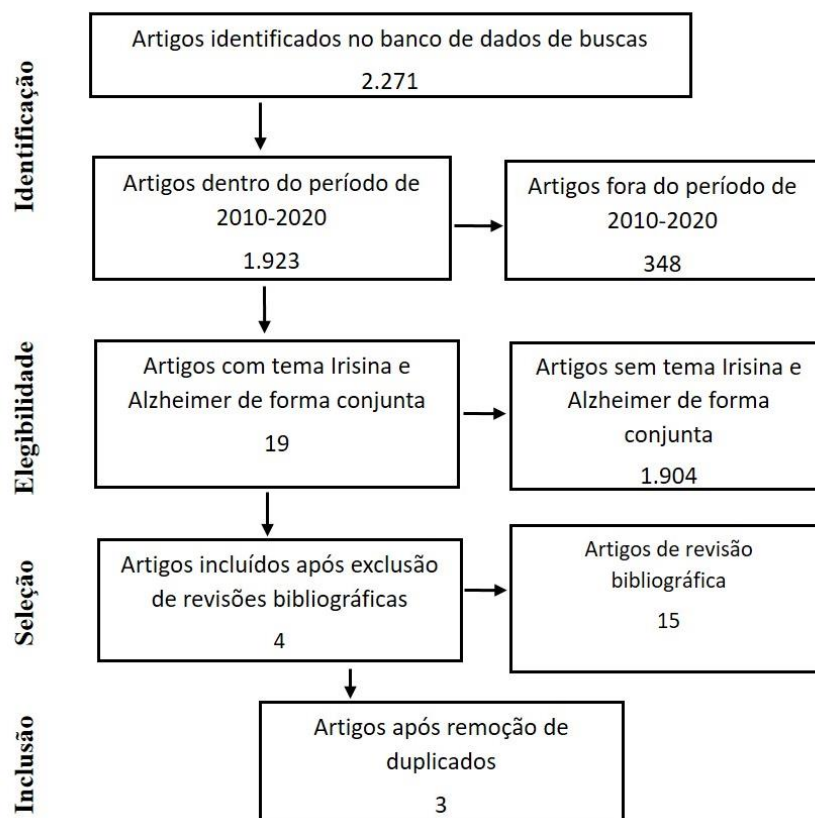 Identificação
Artigos identificados no banco de dados de buscas
2.271
Artigos dentro do período de
2010-2020
1.923
Artigos fora do período de
2010-2020
348
Elegibilidade
Artigos com tema Irisina e
Alzheimer de forma conjunta
19
Artigos sem tema Irisina e
Alzheimer de forma
conjunta
1.904
Seleção
Artigos incluídos após exclusão
de revisões bibliográficas
4
Artigos de revisão
bibliográfica
15
Inclusão
Artigos após remoção de
duplicados
3